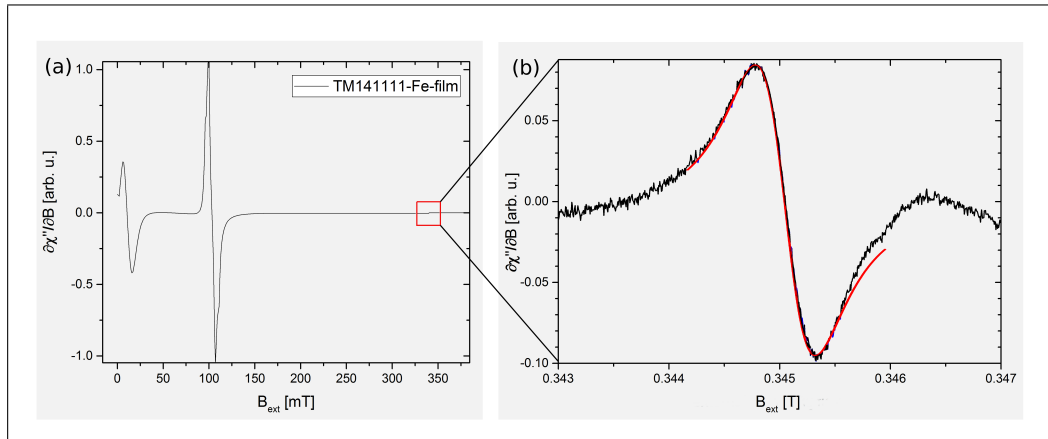 (a)
TM141111-Fe-film
∂χ''/∂B [arb. u.]
1.0
0.5
0.0
-0.5
-1.0
0 50 100 150 200 250 300 350
B_ext [mT]
(b)
∂χ''/∂B [arb. u.]
0.05
0.00
-0.05
-0.10
0.343 0.344 0.345 0.346 0.347
B_ext [T]